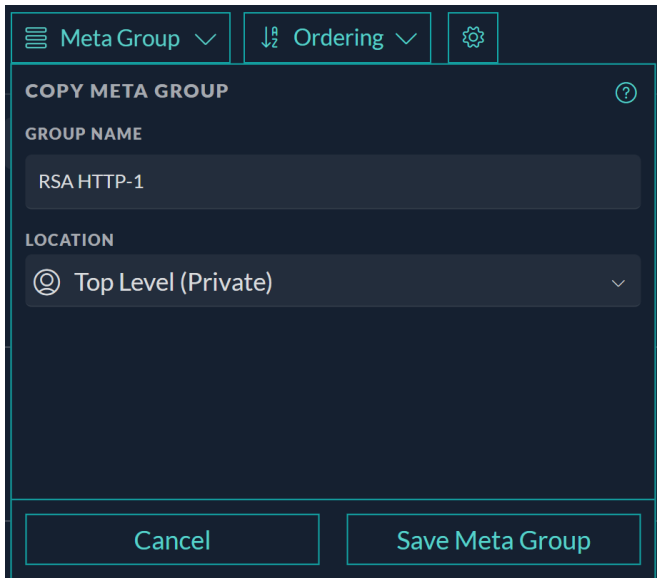 Meta Group
Ordering
COPY META GROUP
?
GROUP NAME
RSA HTTP-1
LOCATION
Top Level (Private)
Cancel
Save Meta Group